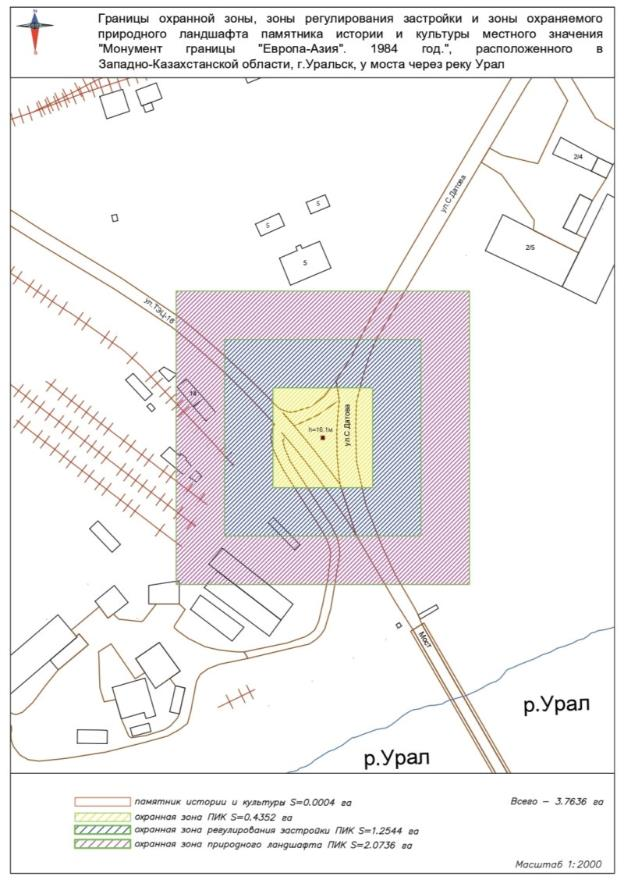 Границы охранной зоны, зоны регулирования застройки и зоны охраняемого
природного ландшафта памятника истории и культуры местного значения
"Монумент границы "Европа-Азия". 1984 год.", расположенного в
Западно-Казахстанской области, г.Уральск, у моста через реку Урал
2/4
ул.С.Датова
5
5
2/5
5
ул.ТЭЦ-18
18
h=16.1м
ул.С.Датова
Мост
р.Урал
р.Урал
памятник истории и культуры S=0.0004 га
Всего – 3.7636 га
охранная зона ПИК S=0.4352 га
охранная зона регулирования застройки ПИК S=1.2544 га
охранная зона природного ландшафта ПИК S=2.0736 га
Масштаб 1:2000